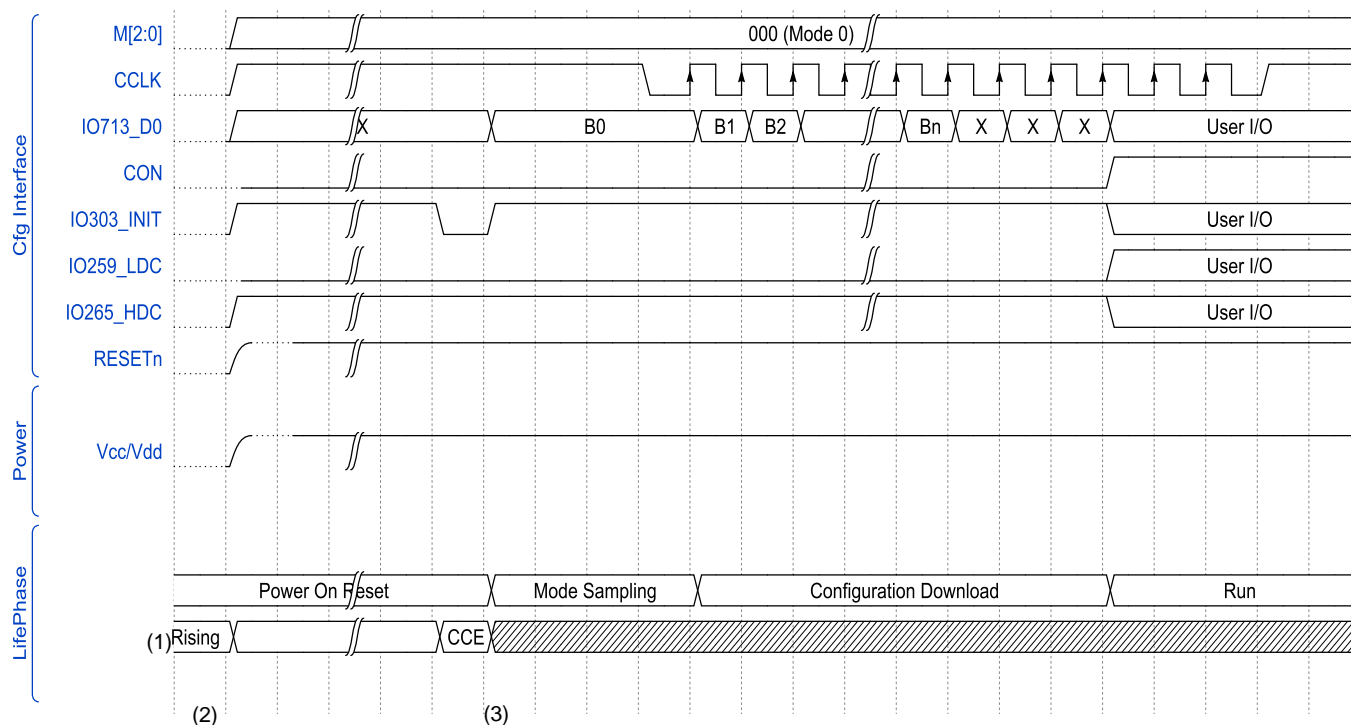 Cfg Interface
M[2:0] 000 (Mode 0)
CCLK
IO713_D0 X B0 B1 B2 Bn X X X User I/O
CON
IO303_INIT User I/O
IO259_LDC User I/O
IO265_HDC User I/O
RESETn
Power
Vcc/Vdd
LifePhase
Power On Reset Mode Sampling Configuration Download Run
(1) Rising CCE
(2) (3)